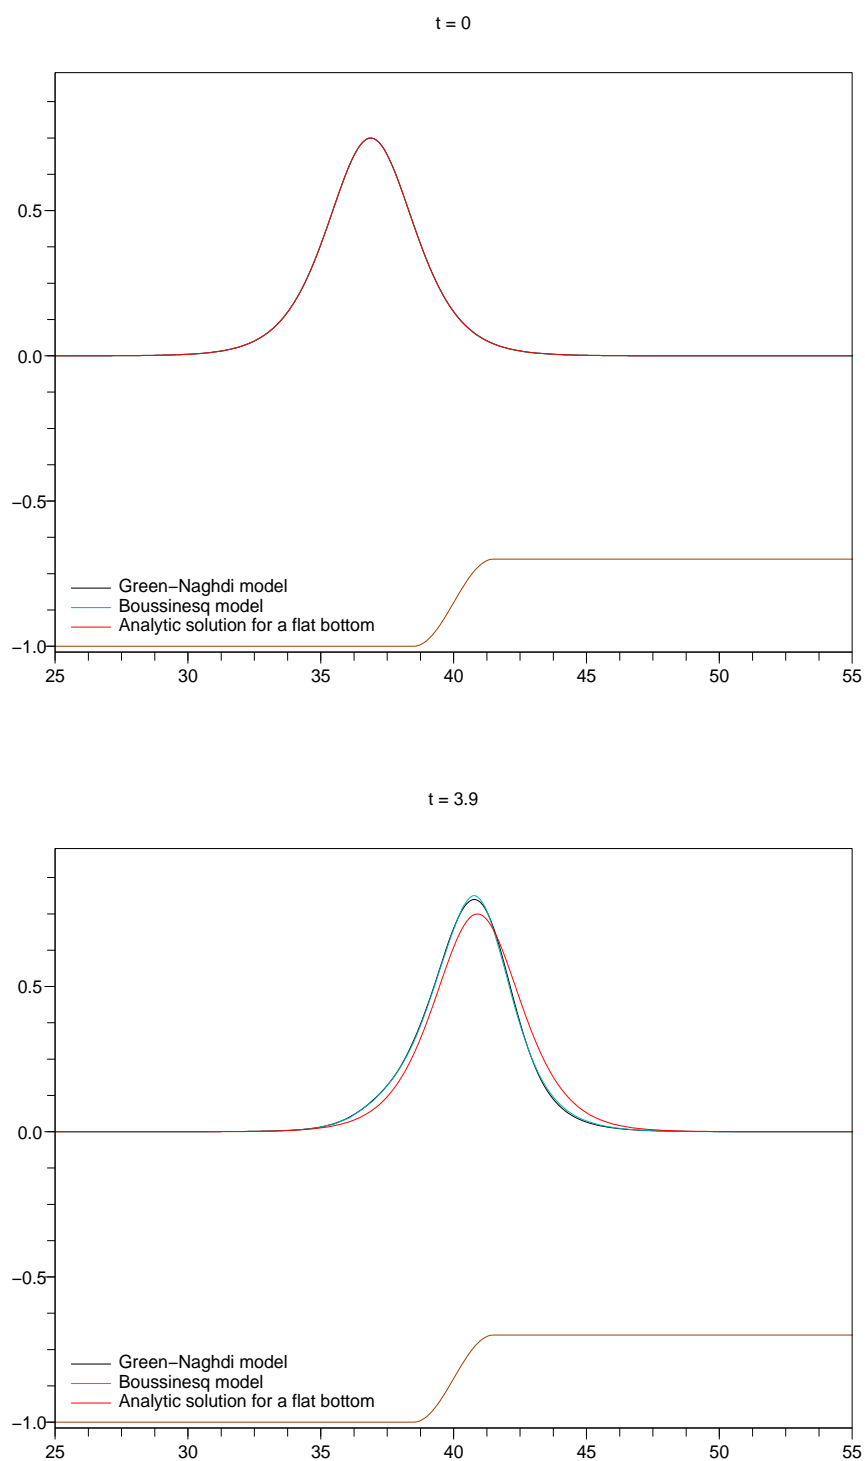 t = 0
0.5
0.0
−0.5
−1.0
Green−Naghdi model
Boussinesq model
Analytic solution for a flat bottom
25 30 35 40 45 50 55
t = 3.9
0.5
0.0
−0.5
−1.0
Green−Naghdi model
Boussinesq model
Analytic solution for a flat bottom
25 30 35 40 45 50 55